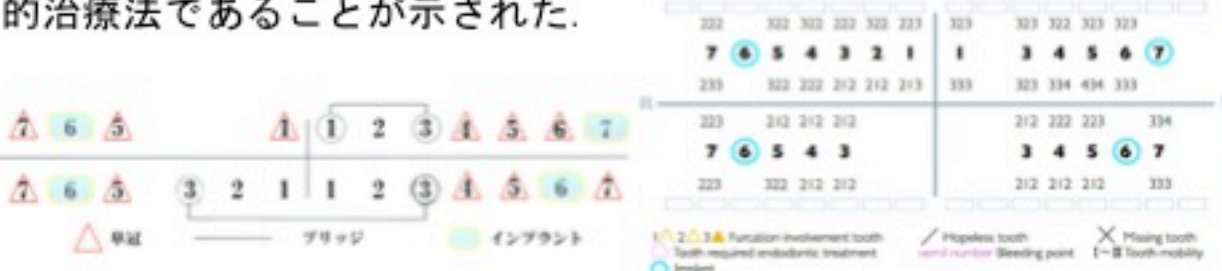 的治療法であることが示された.
7 6 5 1 1 2 3 4 5 6 7
7 6 5 3 2 1 1 2 3 4 5 6 7
単冠 ブリッジ インプラント
222 322 322 222 322 223 323 323 322 323 323
7 6 5 4 3 2 1 1 3 4 5 6 7
233 322 222 212 212 213 333 323 334 434 333
R
223 212 212 212 212 222 223 334
7 6 5 4 3 3 4 5 6 7
223 322 212 212 212 212 212 333
1 2 3 Furcation involvement tooth / Hopeless tooth X Missing tooth
Tooth required endodontic treatment vermil number Bleeding point I~III Tooth mobility
Implant